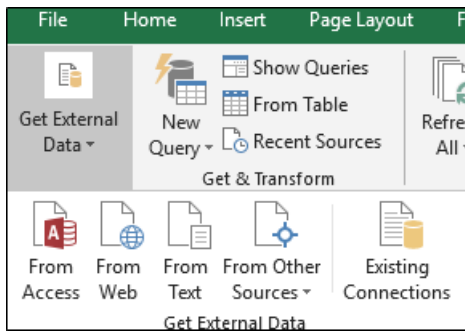 File Home Insert Page Layout
Get External Data
New Query
Show Queries
From Table
Recent Sources
All
Get & Transform
From Access
From Web
From Text
From Other Sources
Existing Connections
Get External Data